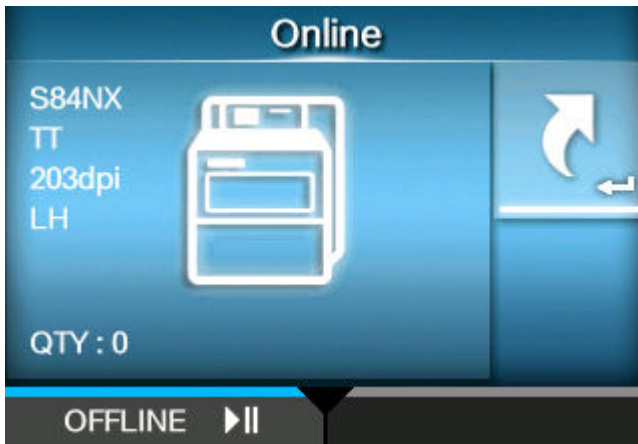 Online
S84NX
TT
203dpi
LH
QTY : 0
OFFLINE